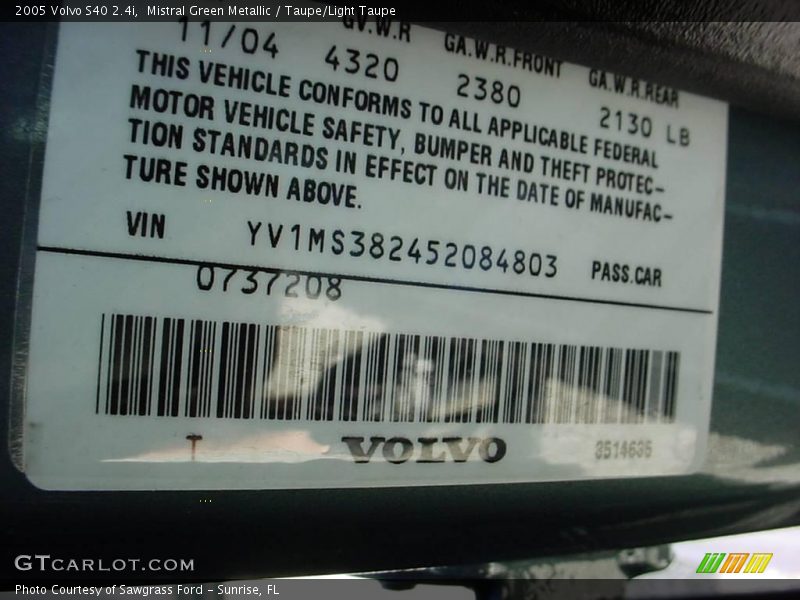 2005 Volvo S40 2.4i,  Mistral Green Metallic / Taupe/Light Taupe
GV.W.R GA.W.R.FRONT GA.W.R.REAR
11/04 4320 2380 2130 LB
THIS VEHICLE CONFORMS TO ALL APPLICABLE FEDERAL
MOTOR VEHICLE SAFETY, BUMPER AND THEFT PROTEC-
TION STANDARDS IN EFFECT ON THE DATE OF MANUFAC-
TURE SHOWN ABOVE.
VIN YV1MS382452084803 PASS.CAR
0737208
T VOLVO 3514635
GTCARLOT.COM
Photo Courtesy of Sawgrass Ford - Sunrise, FL